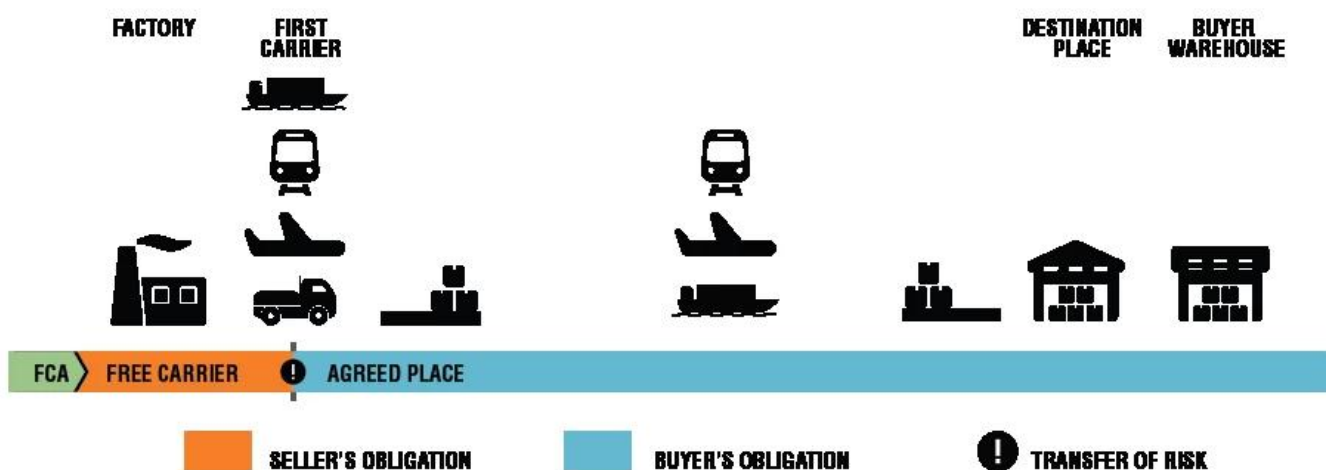 FACTORY
FIRST
CARRIER
DESTINATION
PLACE
BUYER
WAREHOUSE
FCA FREE CARRIER ! AGREED PLACE
SELLER'S OBLIGATION
BUYER'S OBLIGATION
! TRANSFER OF RISK